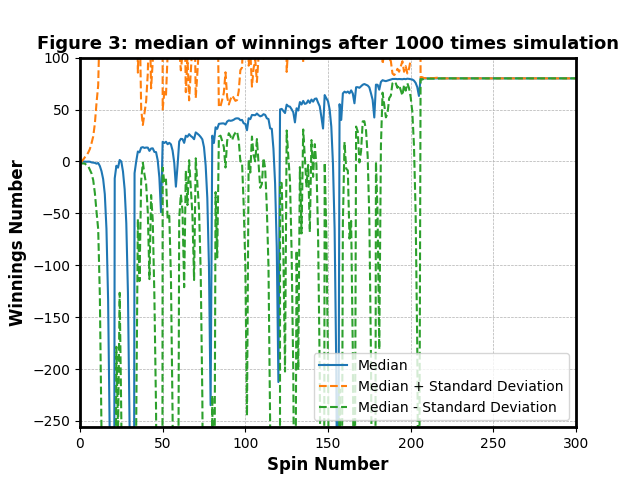 Figure 3: median of winnings after 1000 times simulation
100
50
0
−50
−100
−150
−200
−250
Winnings Number
0 50 100 150 200 250 300
Spin Number
Median
Median + Standard Deviation
Median - Standard Deviation